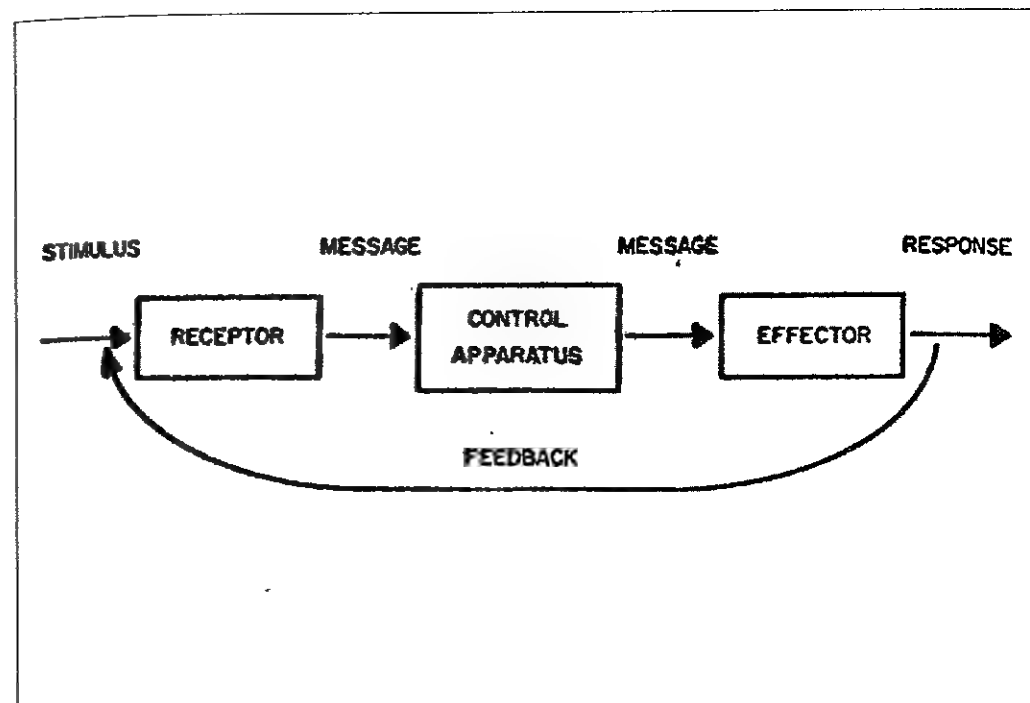 STIMULUS
MESSAGE
MESSAGE
RESPONSE
RECEPTOR
CONTROL
APPARATUS
EFFECTOR
FEEDBACK